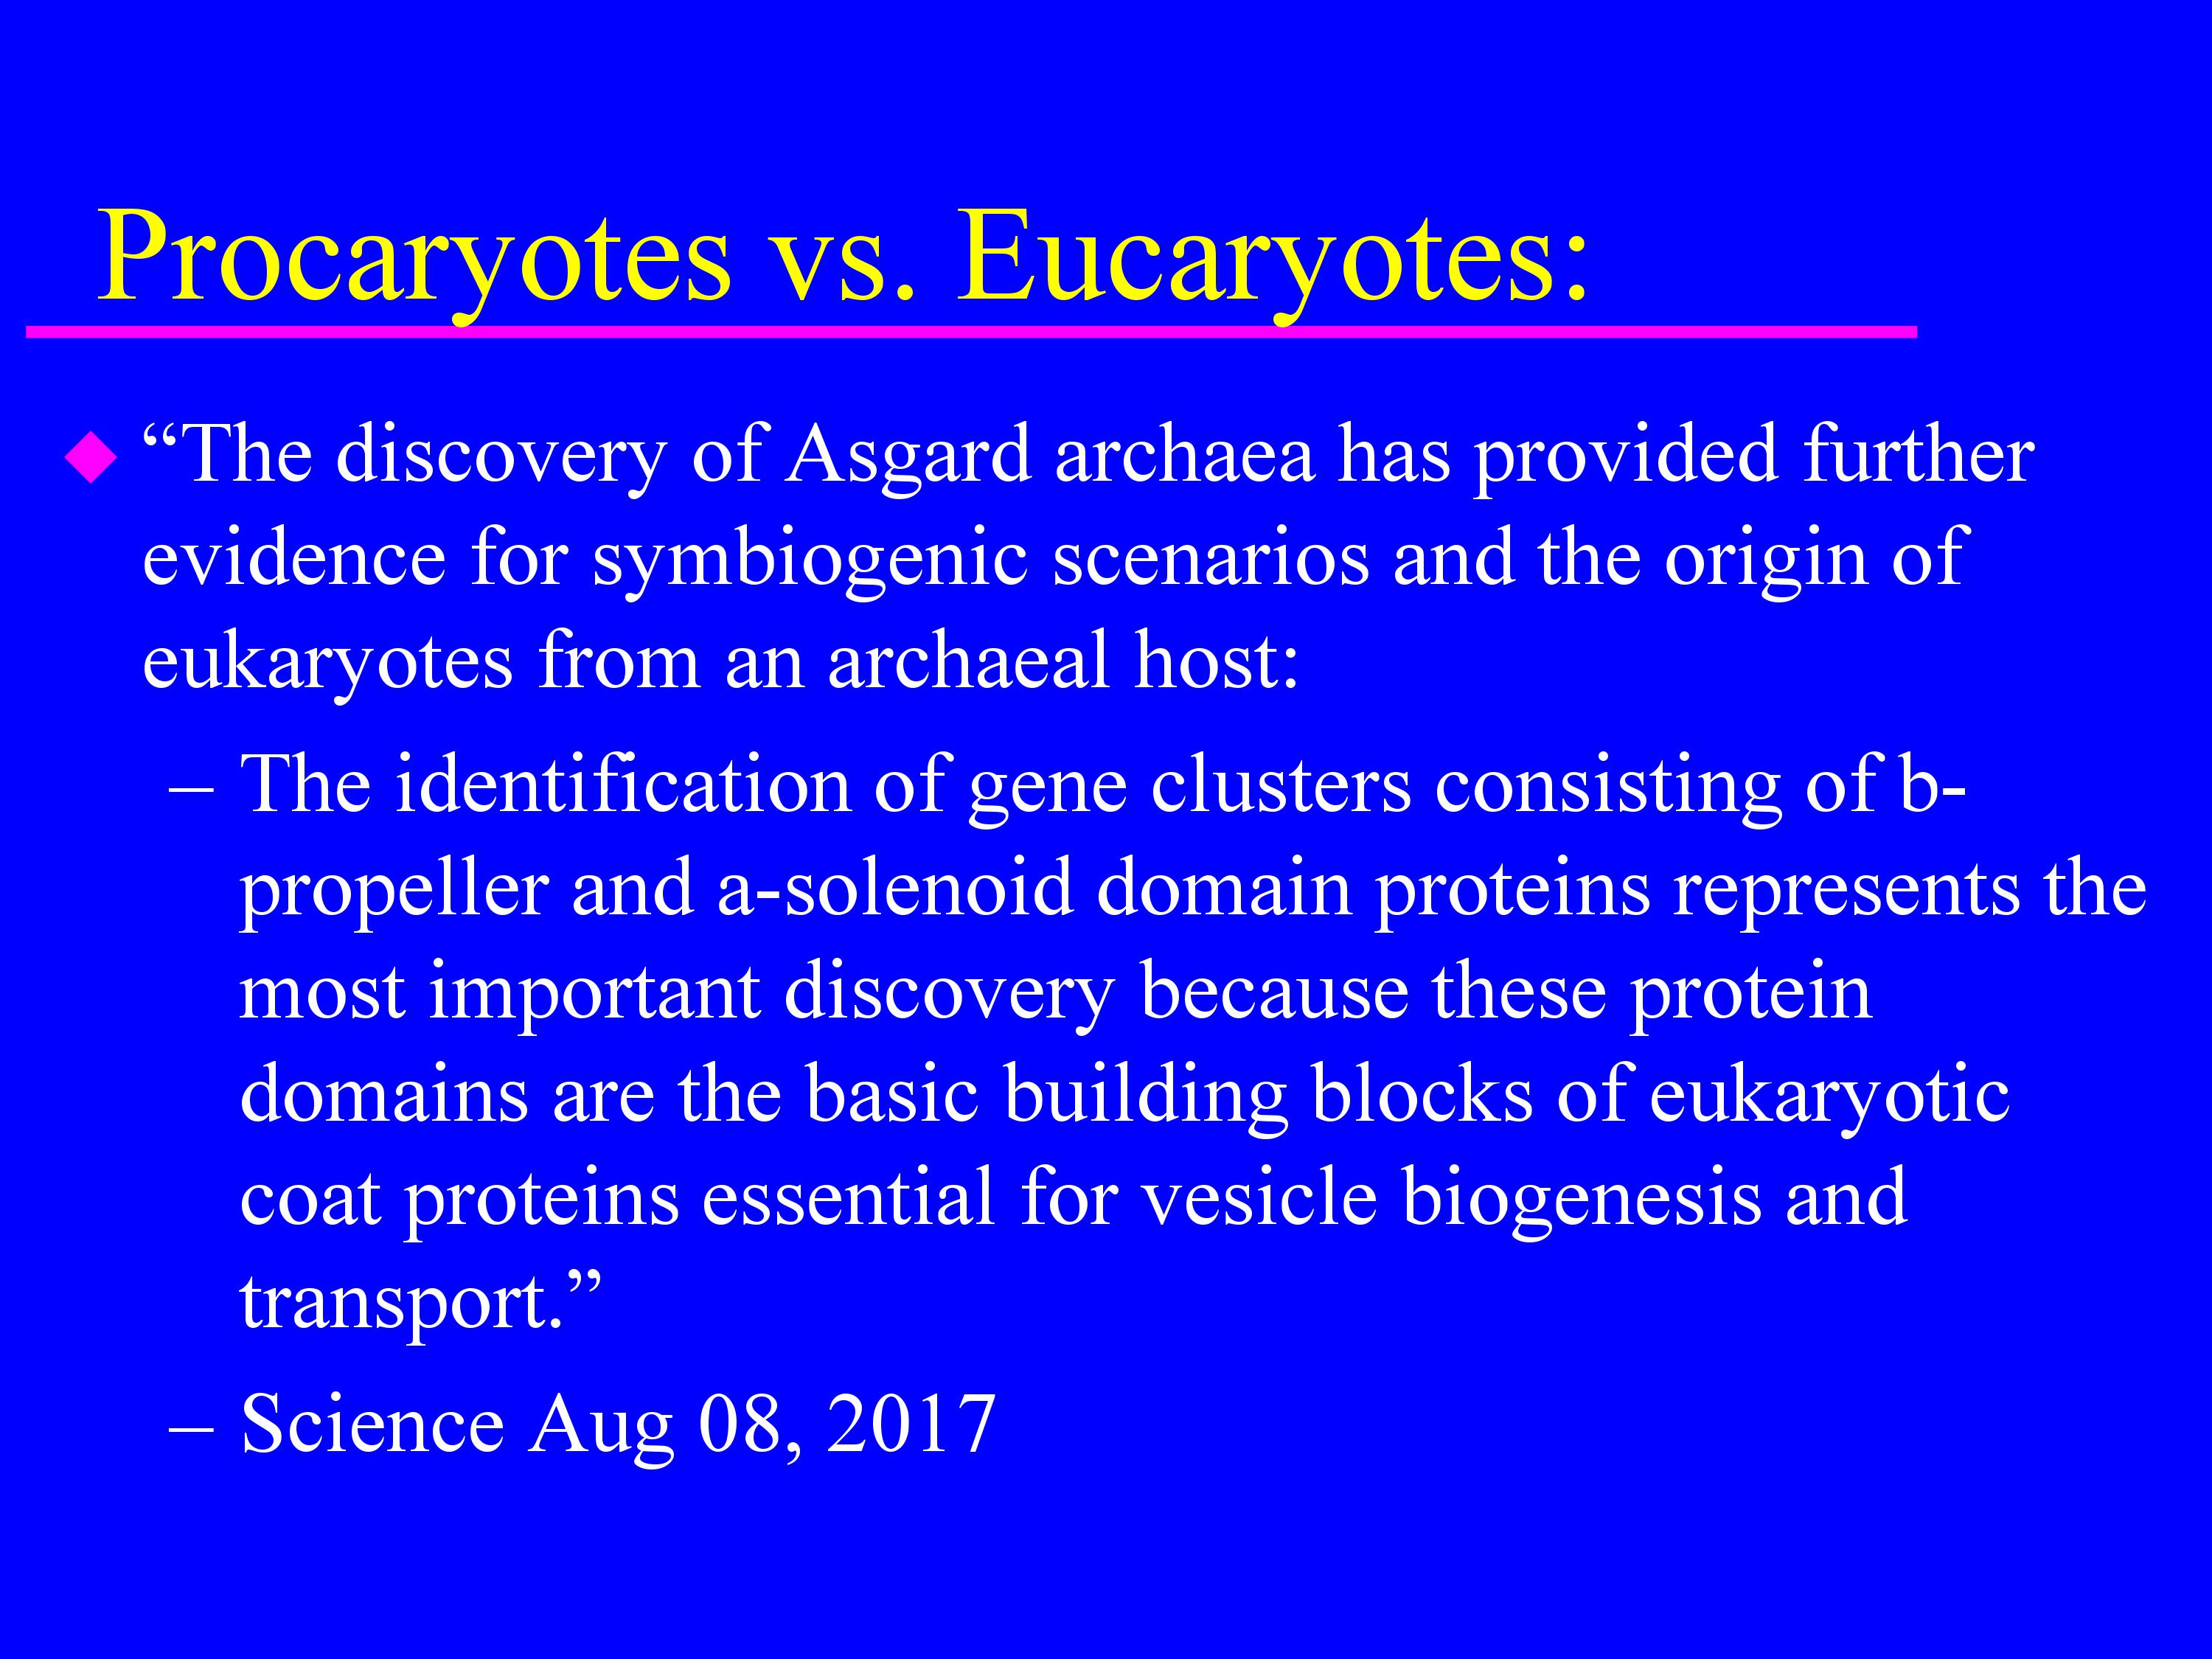 Procaryotes vs. Eucaryotes:
“The discovery of Asgard archaea has provided further
evidence for symbiogenic scenarios and the origin of
eukaryotes from an archaeal host:
– The identification of gene clusters consisting of b-
propeller and a-solenoid domain proteins represents the
most important discovery because these protein
domains are the basic building blocks of eukaryotic
coat proteins essential for vesicle biogenesis and
transport.”
– Science Aug 08, 2017